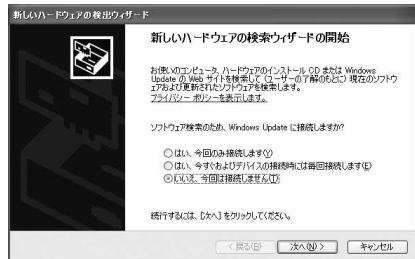 新しいハードウェアの検出ウィザード
新しいハードウェアの検索ウィザードの開始
お使いのコンピュータ、ハードウェアのインストール CD または Windows
Update の Web サイトを検索して (ユーザーの了解のもとに) 現在のソフトウ
ェアおよび更新されたソフトウェアを検索します。
プライバシー ポリシーを表示します。
ソフトウェア検索のため、Windows Update に接続しますか?
はい、今回のみ接続します(Y)
はい、今すぐおよびデバイスの接続時には毎回接続します(E)
いいえ、今回は接続しません(T)
続行するには、[次へ] をクリックしてください。
< 戻る(B) 次へ(N) > キャンセル